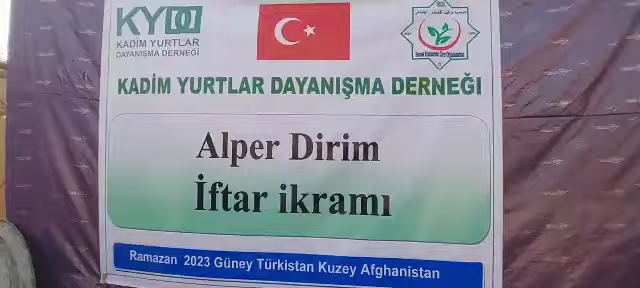 KYDD
KADİM YURTLAR
DAYANIŞMA DERNEĞİ
KADİM YURTLAR DAYANIŞMA DERNEĞİ
Alper Dirim
İftar ikramı
Ramazan 2023 Güney Türkistan Kuzey Afghanistan